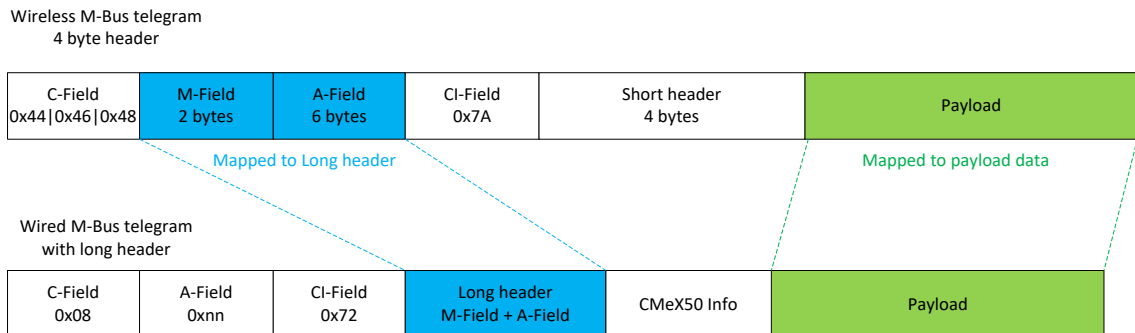 Wireless M-Bus telegram
4 byte header
C-Field
0x44|0x46|0x48
M-Field
2 bytes
A-Field
6 bytes
CI-Field
0x7A
Short header
4 bytes
Payload
Mapped to Long header
Mapped to payload data
Wired M-Bus telegram
with long header
C-Field
0x08
A-Field
0xnn
CI-Field
0x72
Long header
M-Field + A-Field
CMeX50 Info
Payload